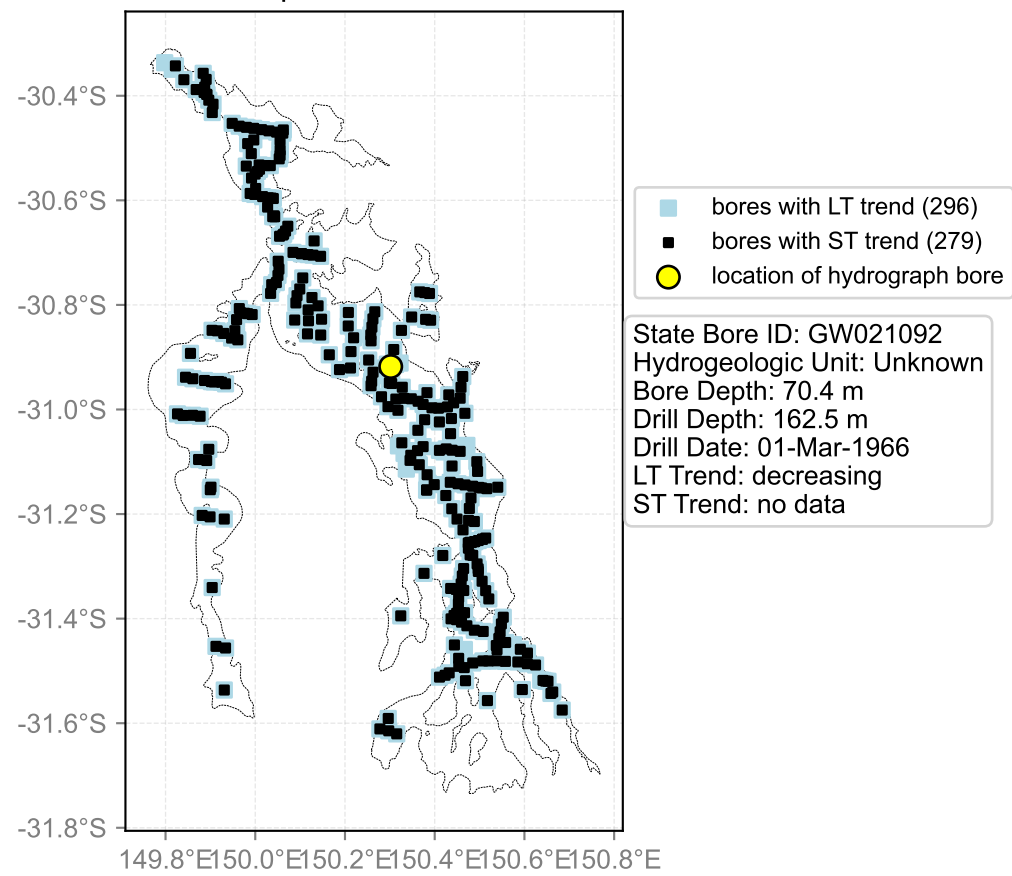 -30.4°S
-30.6°S
-30.8°S
-31.0°S
-31.2°S
-31.4°S
-31.6°S
-31.8°S
149.8°E150.0°E150.2°E150.4°E150.6°E150.8°E
bores with LT trend (296)
bores with ST trend (279)
location of hydrograph bore
State Bore ID: GW021092
Hydrogeologic Unit: Unknown
Bore Depth: 70.4 m
Drill Depth: 162.5 m
Drill Date: 01-Mar-1966
LT Trend: decreasing
ST Trend: no data